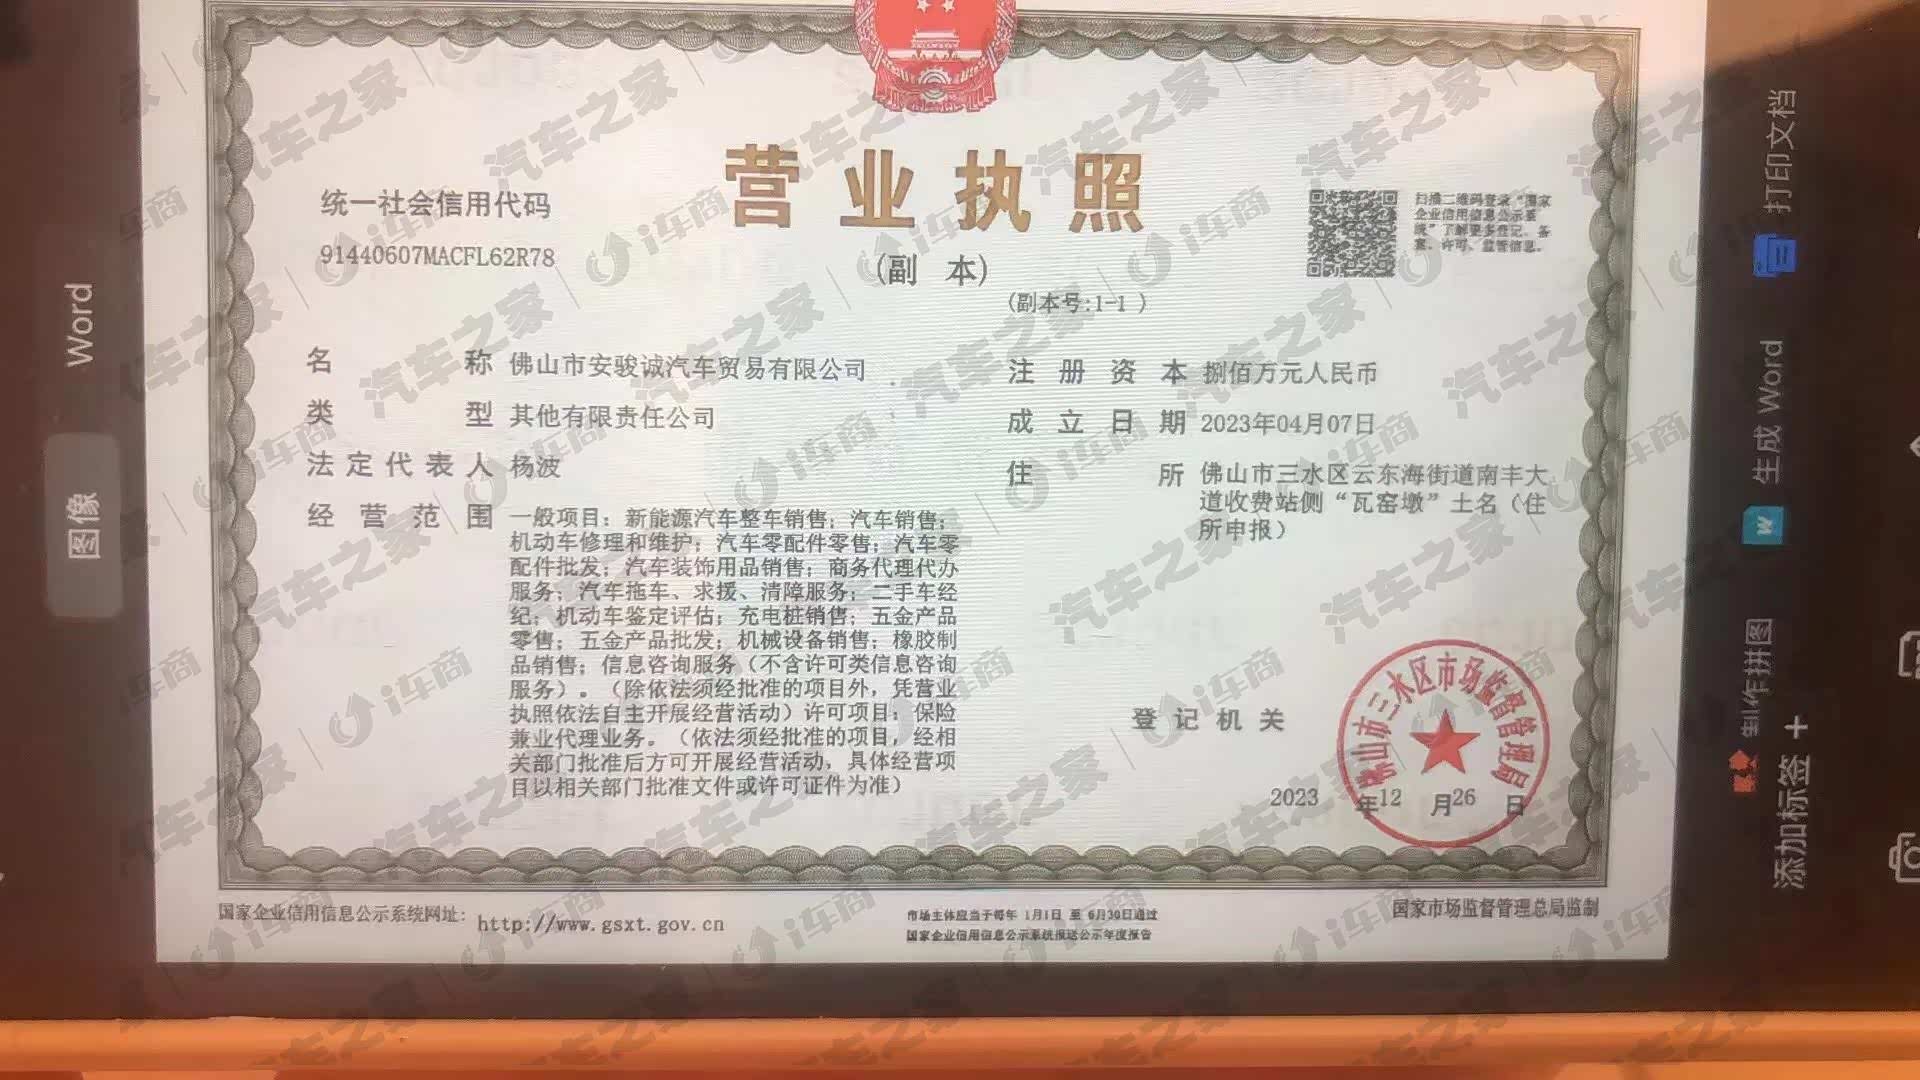 营业执照
(副 本)
(副本号:1-1 )
统一社会信用代码
91440607MACFL62R78
扫描二维码登录“国家
企业信用信息公示系
统”了解更多登记、备
案、许可、监管信息。
名 称 佛山市安骏诚汽车贸易有限公司
类 型 其他有限责任公司
法定代表人 杨波
经营范围 一般项目：新能源汽车整车销售；汽车销售；
机动车修理和维护；汽车零配件零售；汽车零
配件批发；汽车装饰用品销售；商务代理代办
服务；汽车拖车、求援、清障服务；二手车经
纪；机动车鉴定评估；充电桩销售；五金产品
零售；五金产品批发；机械设备销售；橡胶制
品销售；信息咨询服务（不含许可类信息咨询
服务）。（除依法须经批准的项目外，凭营业
执照依法自主开展经营活动）许可项目：保险
兼业代理业务。（依法须经批准的项目，经相
关部门批准后方可开展经营活动，具体经营项
目以相关部门批准文件或许可证件为准）
注册资本 捌佰万元人民币
成立日期 2023年04月07日
住 所 佛山市三水区云东海街道南丰大
道收费站侧“瓦窑墩”土名（住
所申报）
登记机关
佛山市三水区市场监督管理局
2023 年12 月26 日
国家企业信用信息公示系统网址：http://www.gsxt.gov.cn
市场主体应当于每年 1月1日 至 6月30日通过
国家企业信用信息公示系统报送公示年度报告
国家市场监督管理总局监制
Word
图像
打印文档
生成 Word
制作拼图
添加标签 +
汽车之家
i车商